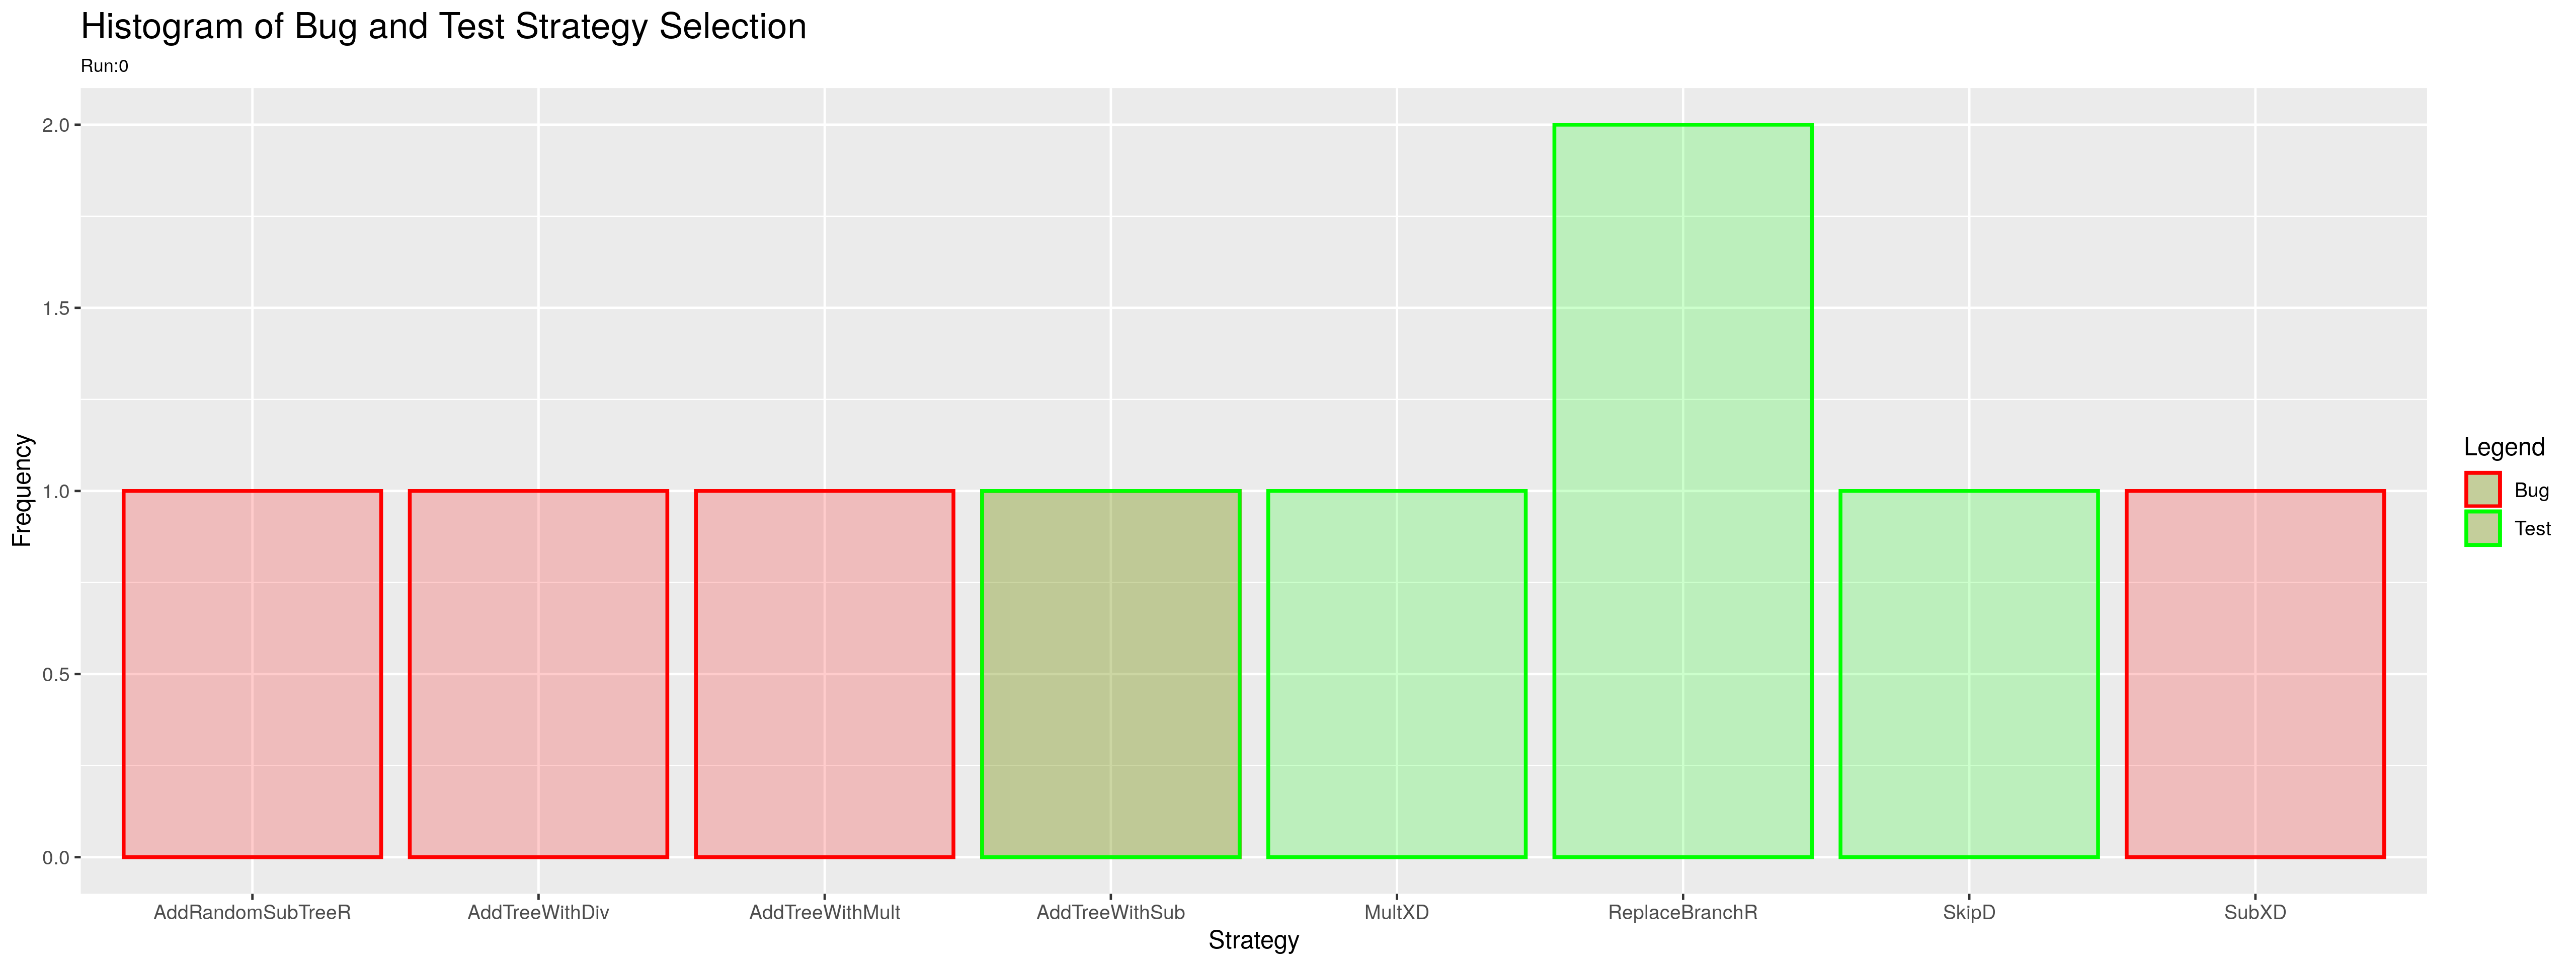 Histogram of Bug and Test Strategy Selection
Run:0
Frequency
2.0
1.5
1.0
0.5
0.0
AddRandomSubTreeR AddTreeWithDiv AddTreeWithMult AddTreeWithSub MultXD ReplaceBranchR SkipD SubXD
Strategy
Legend
Bug
Test